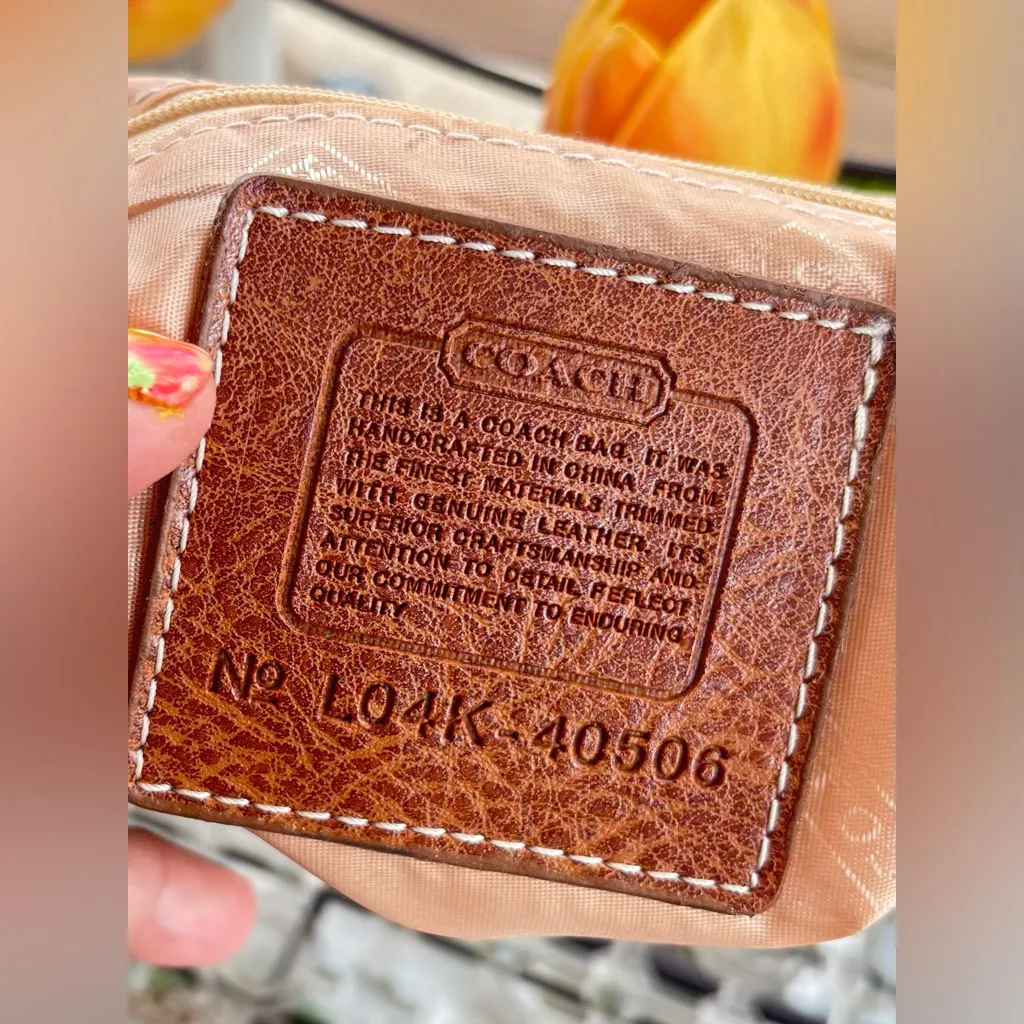 COACH
THIS IS A COACH BAG. IT WAS
HANDCRAFTED IN CHINA FROM
THE FINEST MATERIALS TRIMMED
WITH GENUINE LEATHER. ITS
SUPERIOR CRAFTSMANSHIP AND
ATTENTION TO DETAIL REFLECT
OUR COMMITMENT TO ENDURING
QUALITY.
Nº L04K-40506